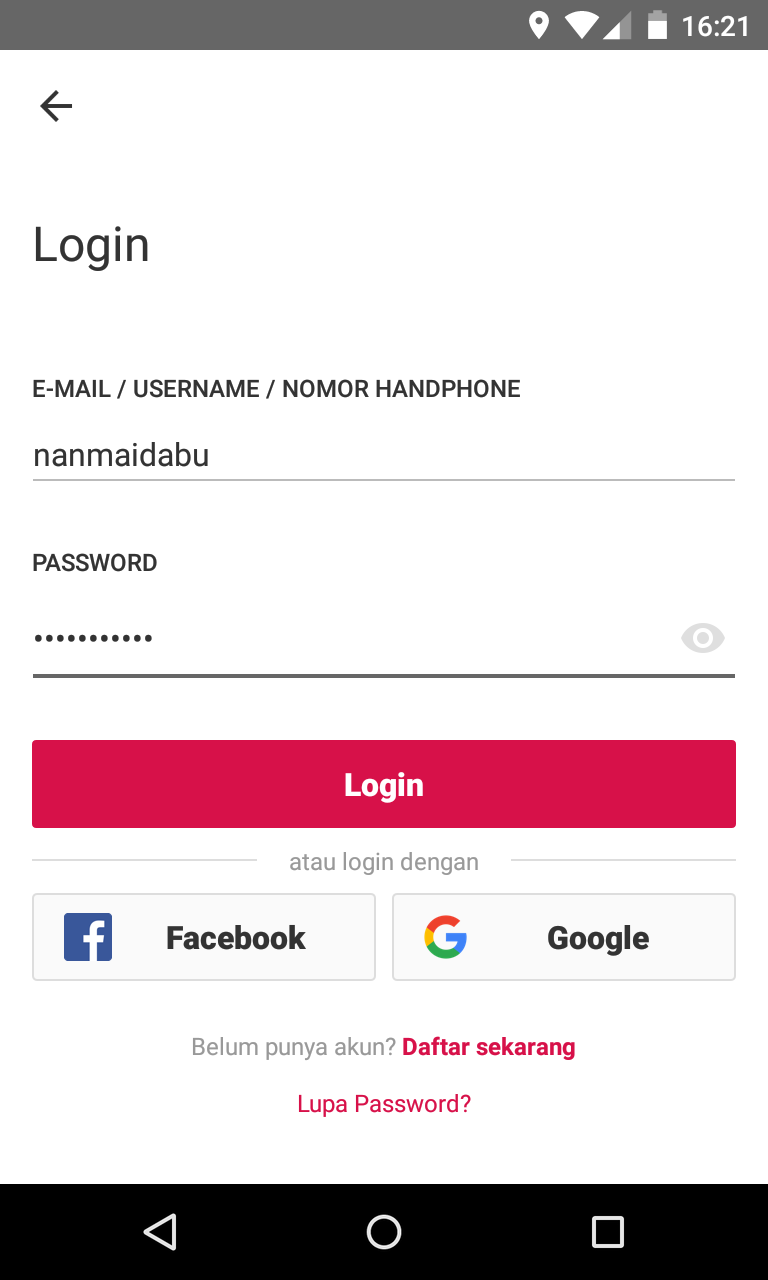 16:21
Login
E-MAIL / USERNAME / NOMOR HANDPHONE
nanmaidabu
PASSWORD
•••••••••••
Login
atau login dengan
Facebook
Google
Belum punya akun? Daftar sekarang
Lupa Password?